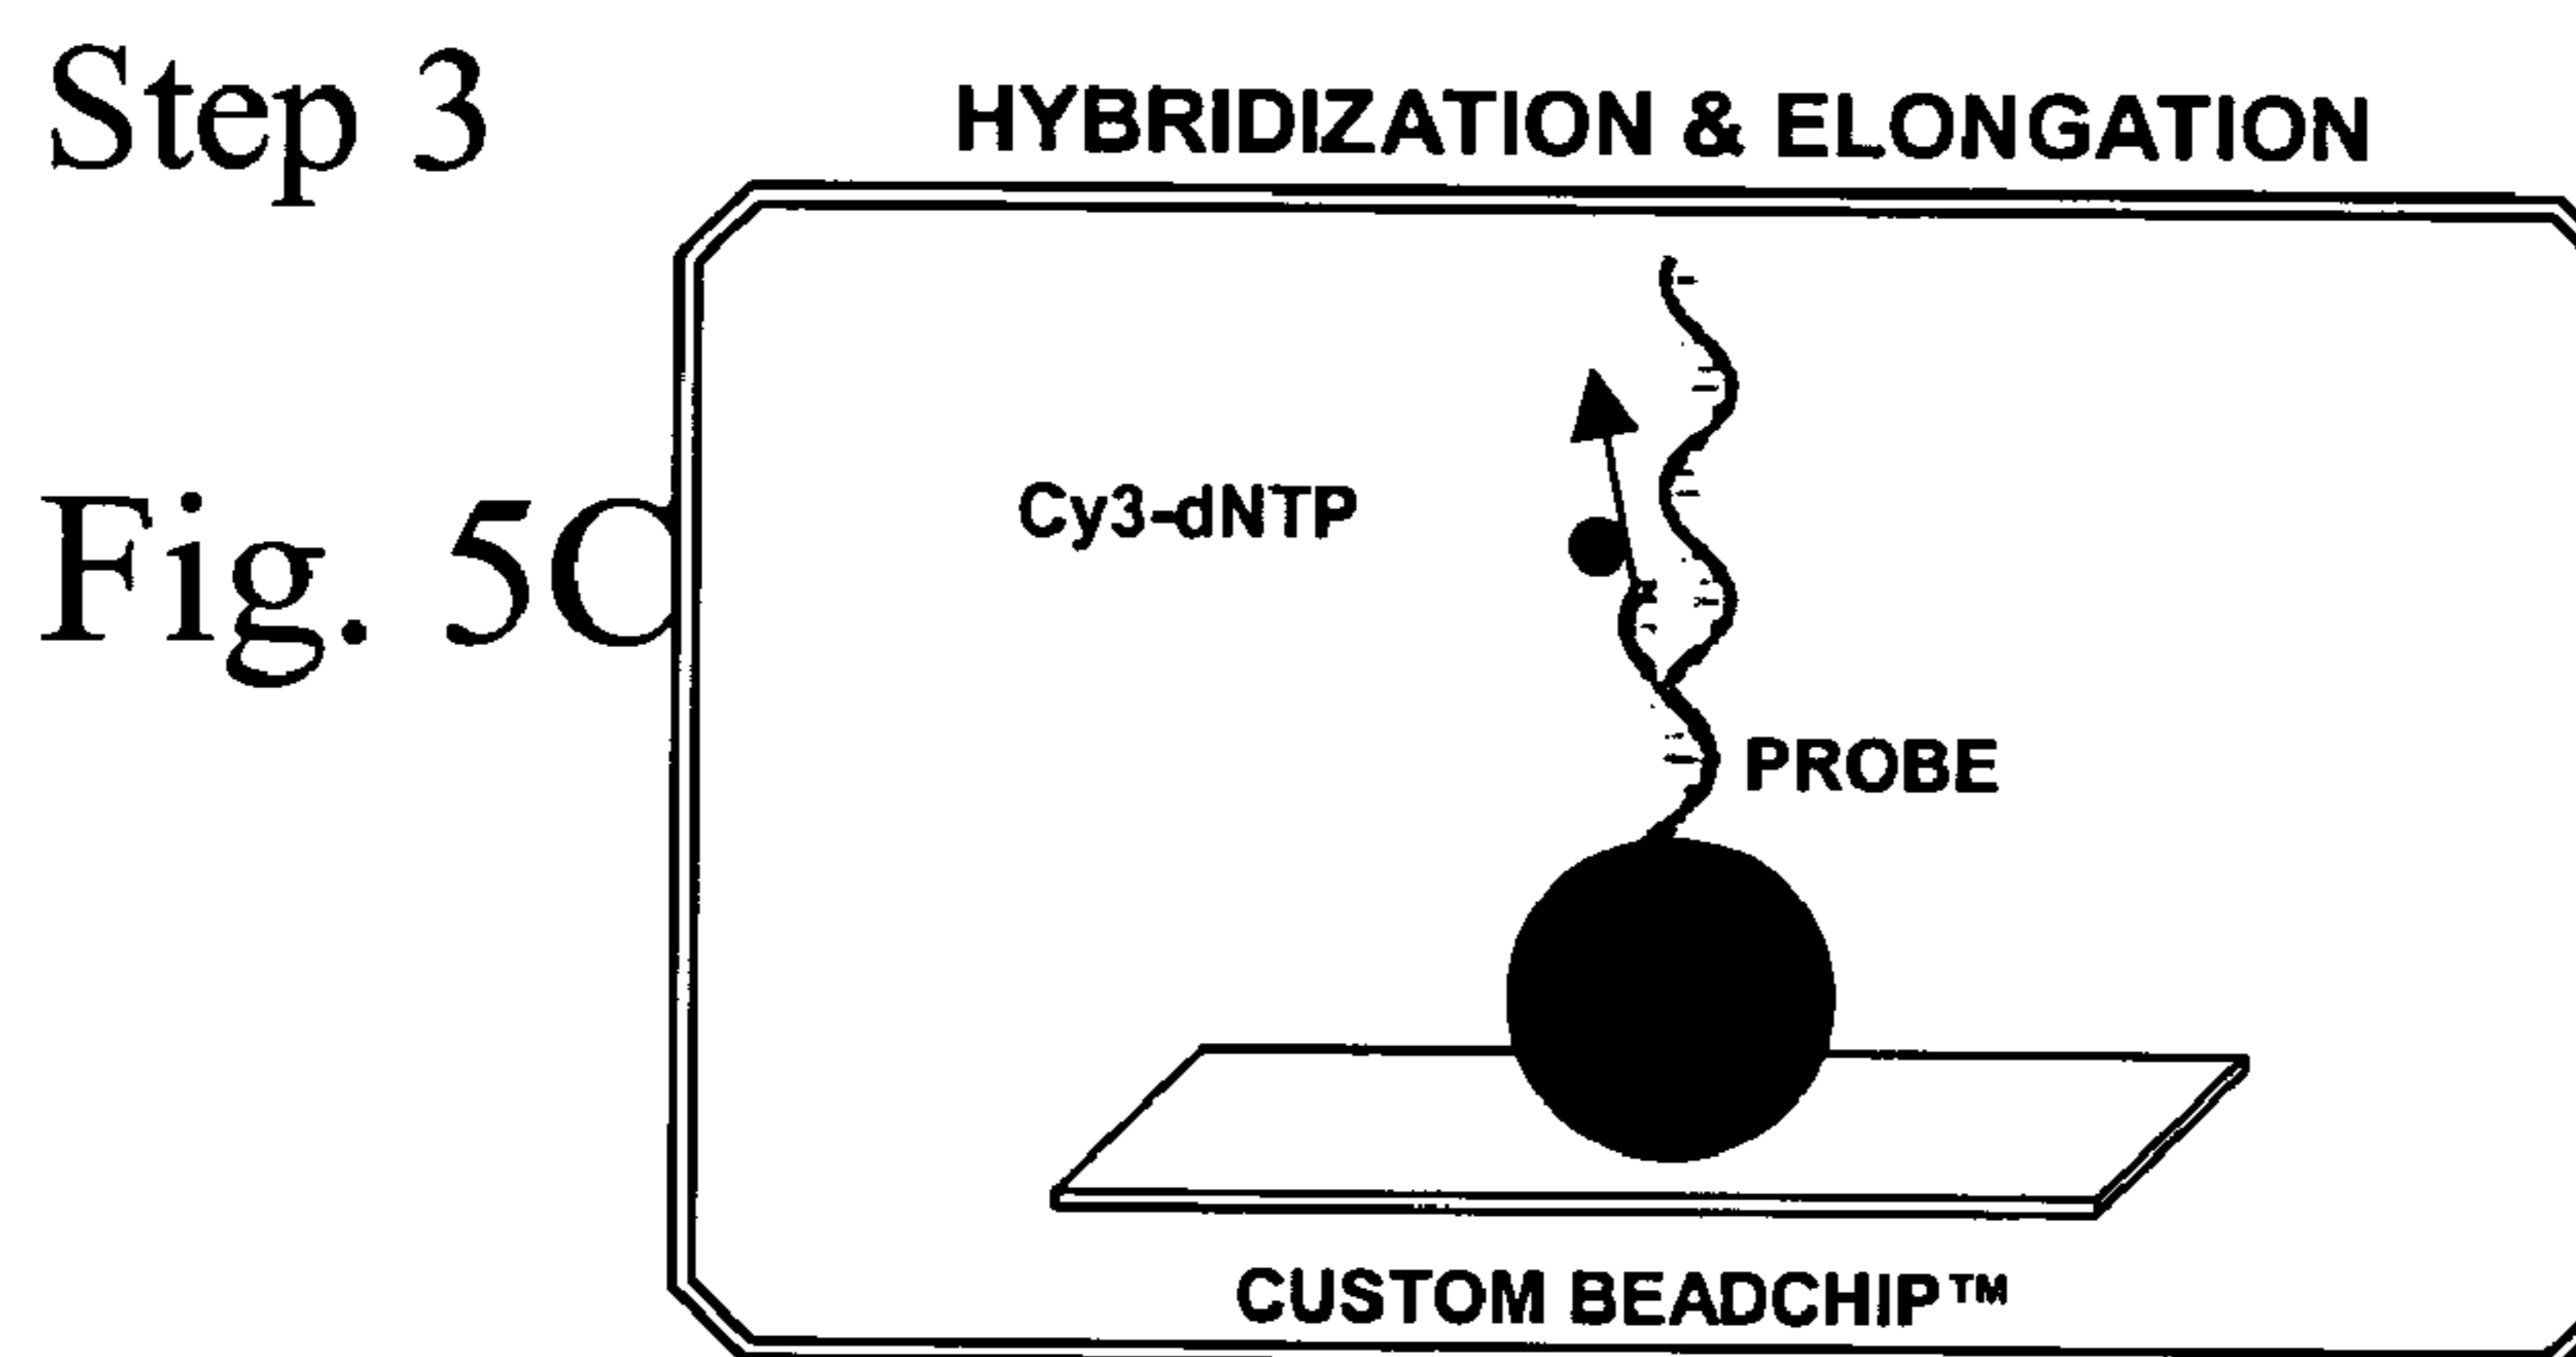 Step 3
HYBRIDIZATION & ELONGATION
Fig. 5C
Cy3-dNTP
PROBE
CUSTOM BEADCHIP™